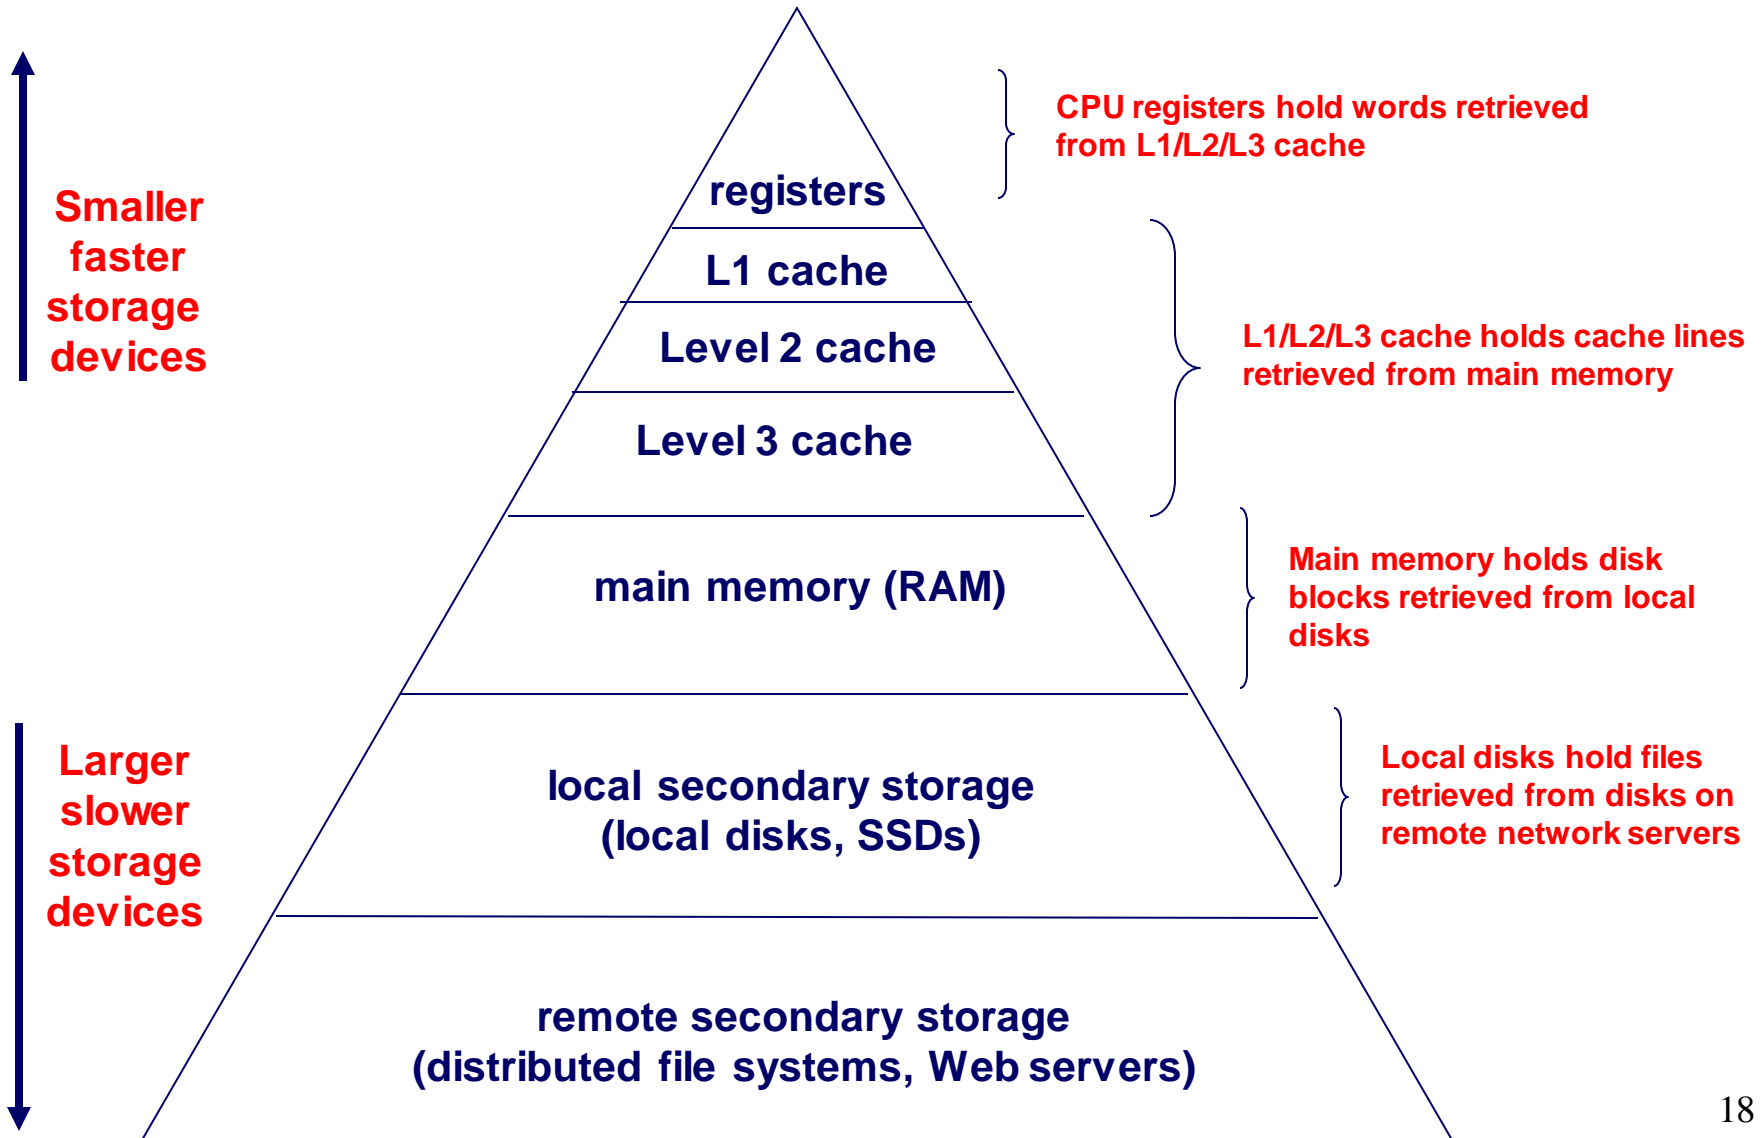 CPU registers hold words retrieved
from L1/L2/L3 cache
Smaller
faster
storage
devices
registers
L1 cache
Level 2 cache
Level 3 cache
L1/L2/L3 cache holds cache lines
retrieved from main memory
main memory (RAM)
Main memory holds disk
blocks retrieved from local
disks
Larger
slower
storage
devices
local secondary storage
(local disks, SSDs)
Local disks hold files
retrieved from disks on
remote network servers
remote secondary storage
(distributed file systems, Web servers)
18